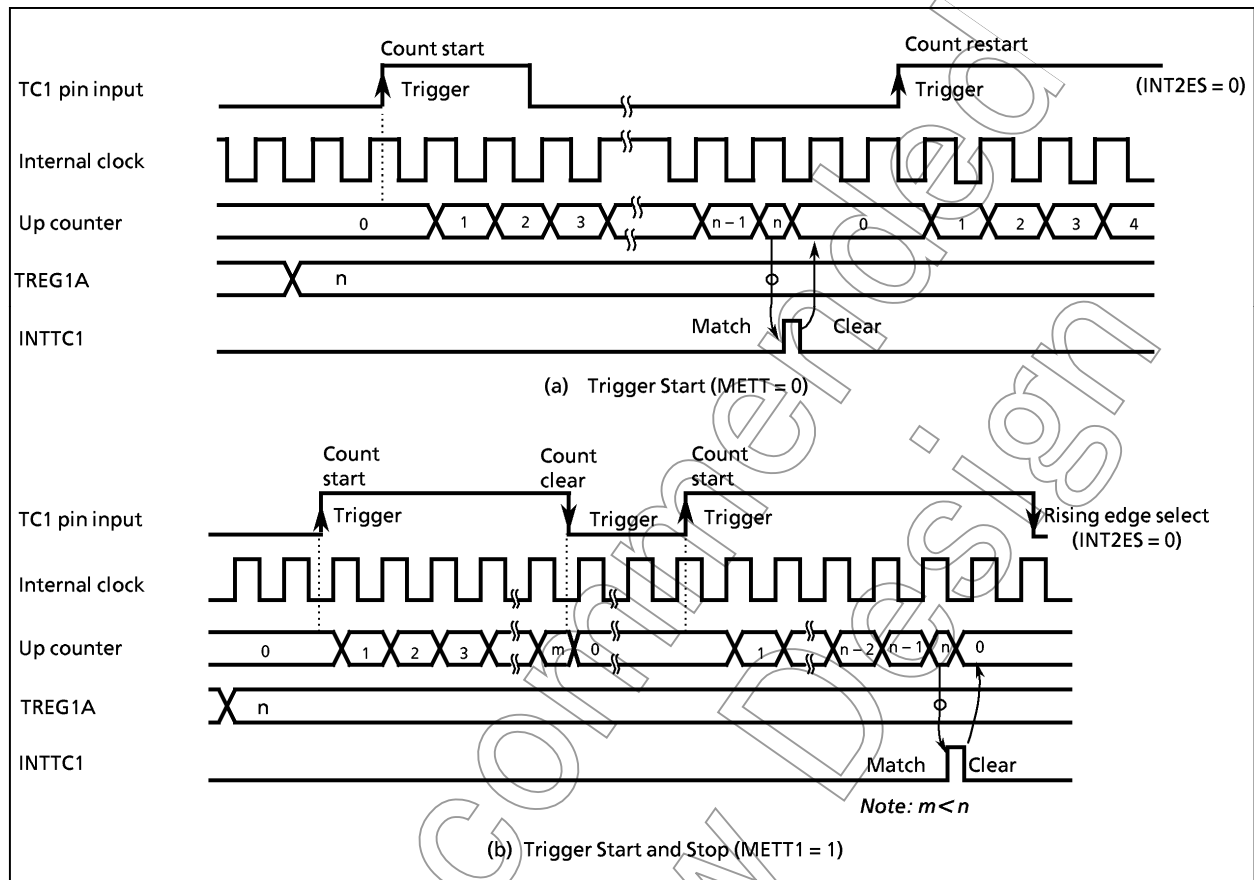 Count start
Count restart
TC1 pin input
Trigger
Trigger
(INT2ES = 0)
Internal clock
Up counter
0 1 2 3 n – 1 n 0 1 2 3 4
TREG1A
n
INTTC1
Match
Clear
(a) Trigger Start (METT = 0)
Count start
Count clear
Count start
TC1 pin input
Trigger
Trigger
Trigger
Rising edge select
(INT2ES = 0)
Internal clock
Up counter
0 1 2 3 m 0 1 n – 2 n – 1 n 0
TREG1A
n
INTTC1
Match
Clear
Note: m < n
(b) Trigger Start and Stop (METT1 = 1)
commended
w Design